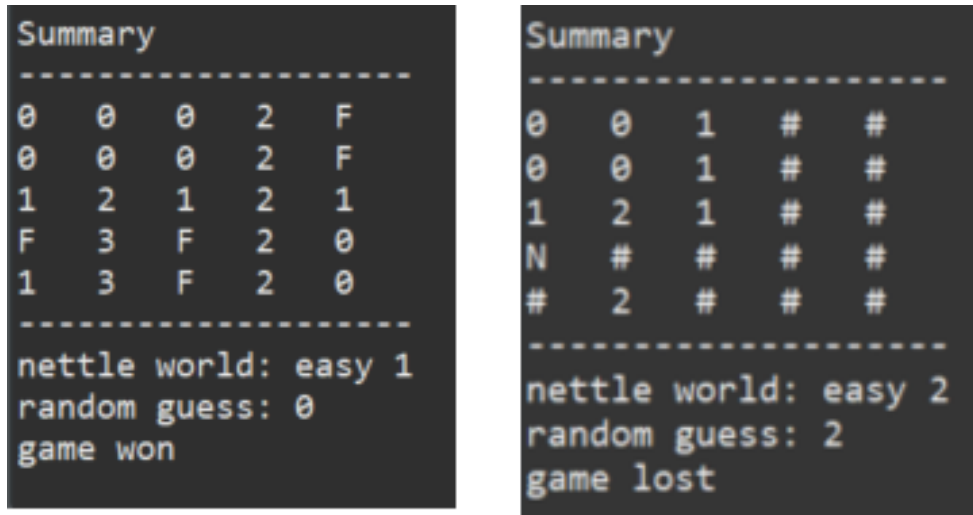 Summary
---------------------
0 0 0 2 F
0 0 0 2 F
1 2 1 2 1
F 3 F 2 0
1 3 F 2 0
---------------------
nettle world: easy 1
random guess: 0
game won
Summary
---------------------
0 0 1 # #
0 0 1 # #
1 2 1 # #
N # # # #
# 2 # # #
---------------------
nettle world: easy 2
random guess: 2
game lost